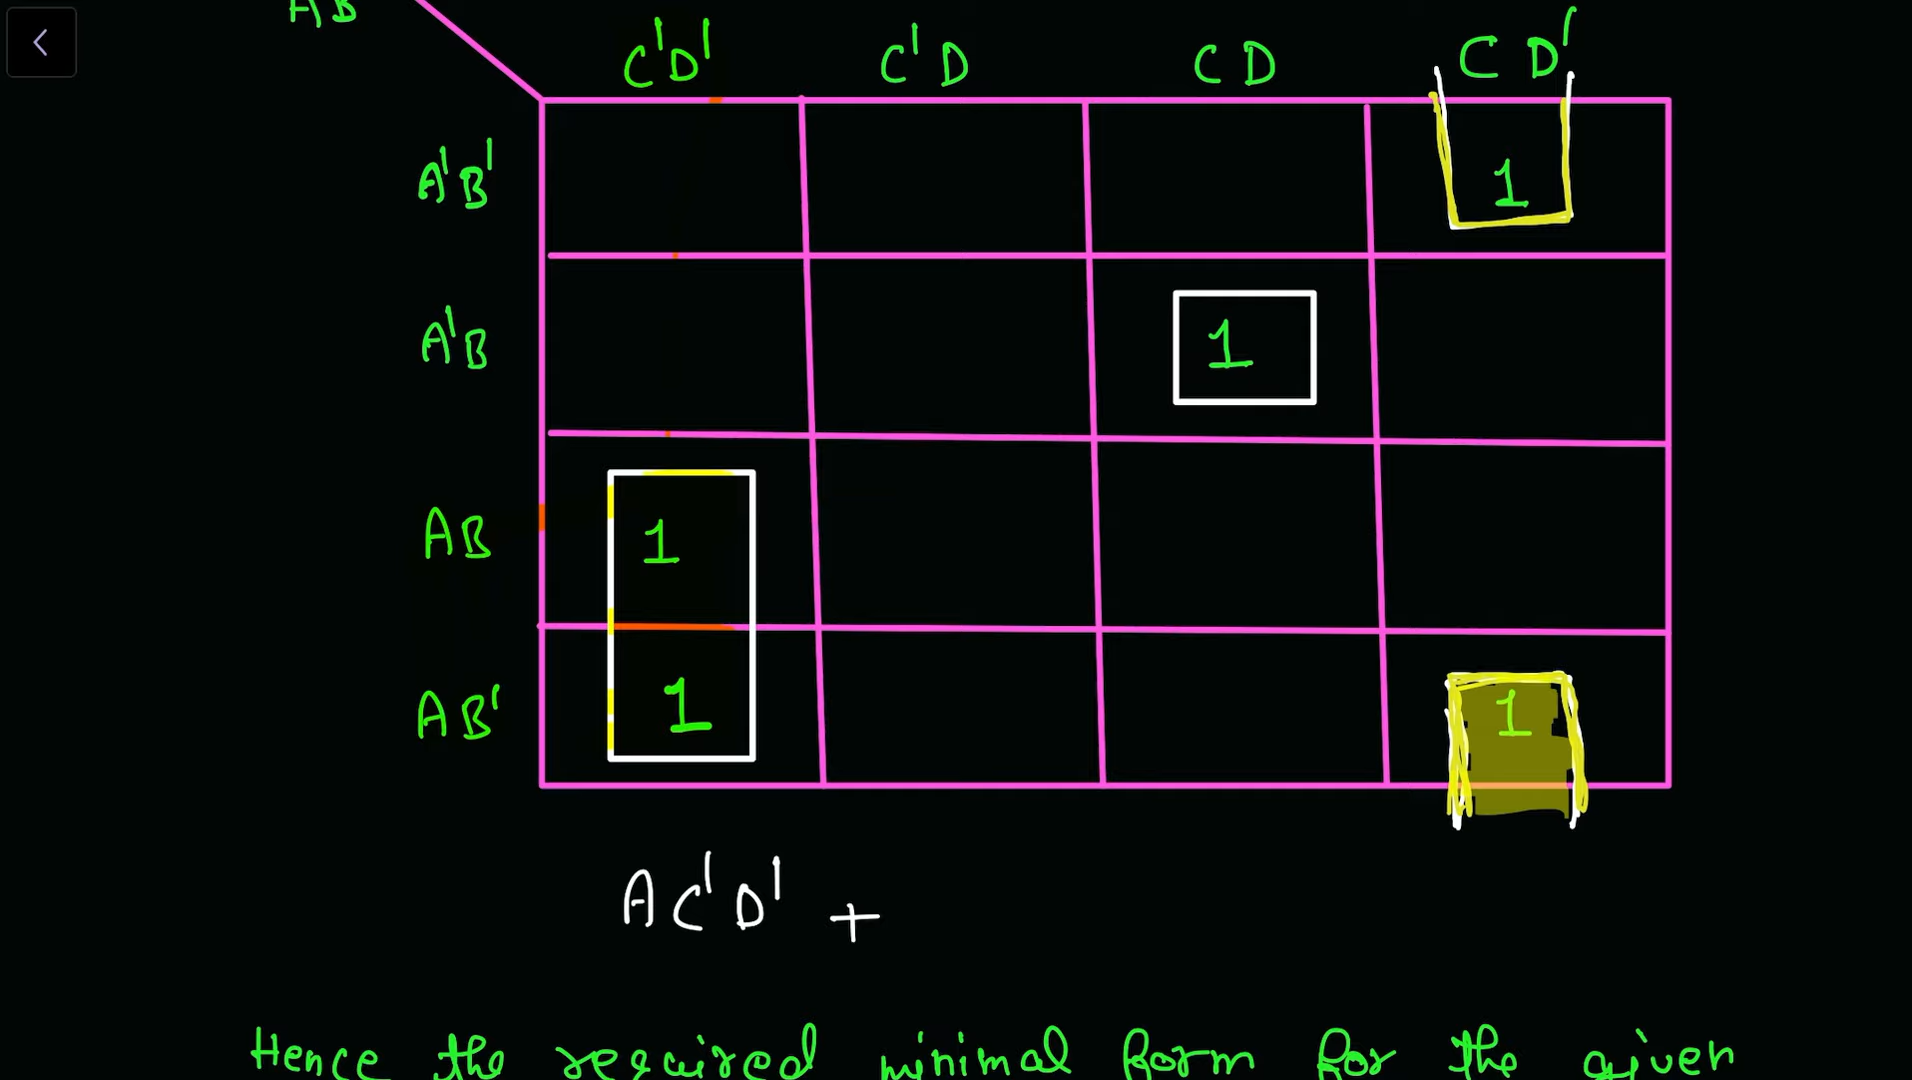 AB
C'D' C'D CD CD'
A'B' 1
A'B 1
AB 1
AB' 1 1
AC'D' +
Hence the required minimal form for the given